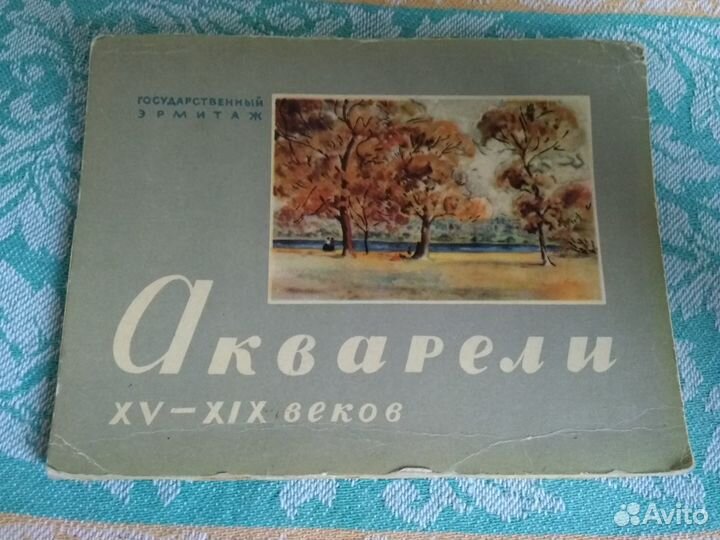 ГОСУДАРСТВЕННЫЙ
ЭРМИТАЖ
Акварели
XV–XIX веков
Avito